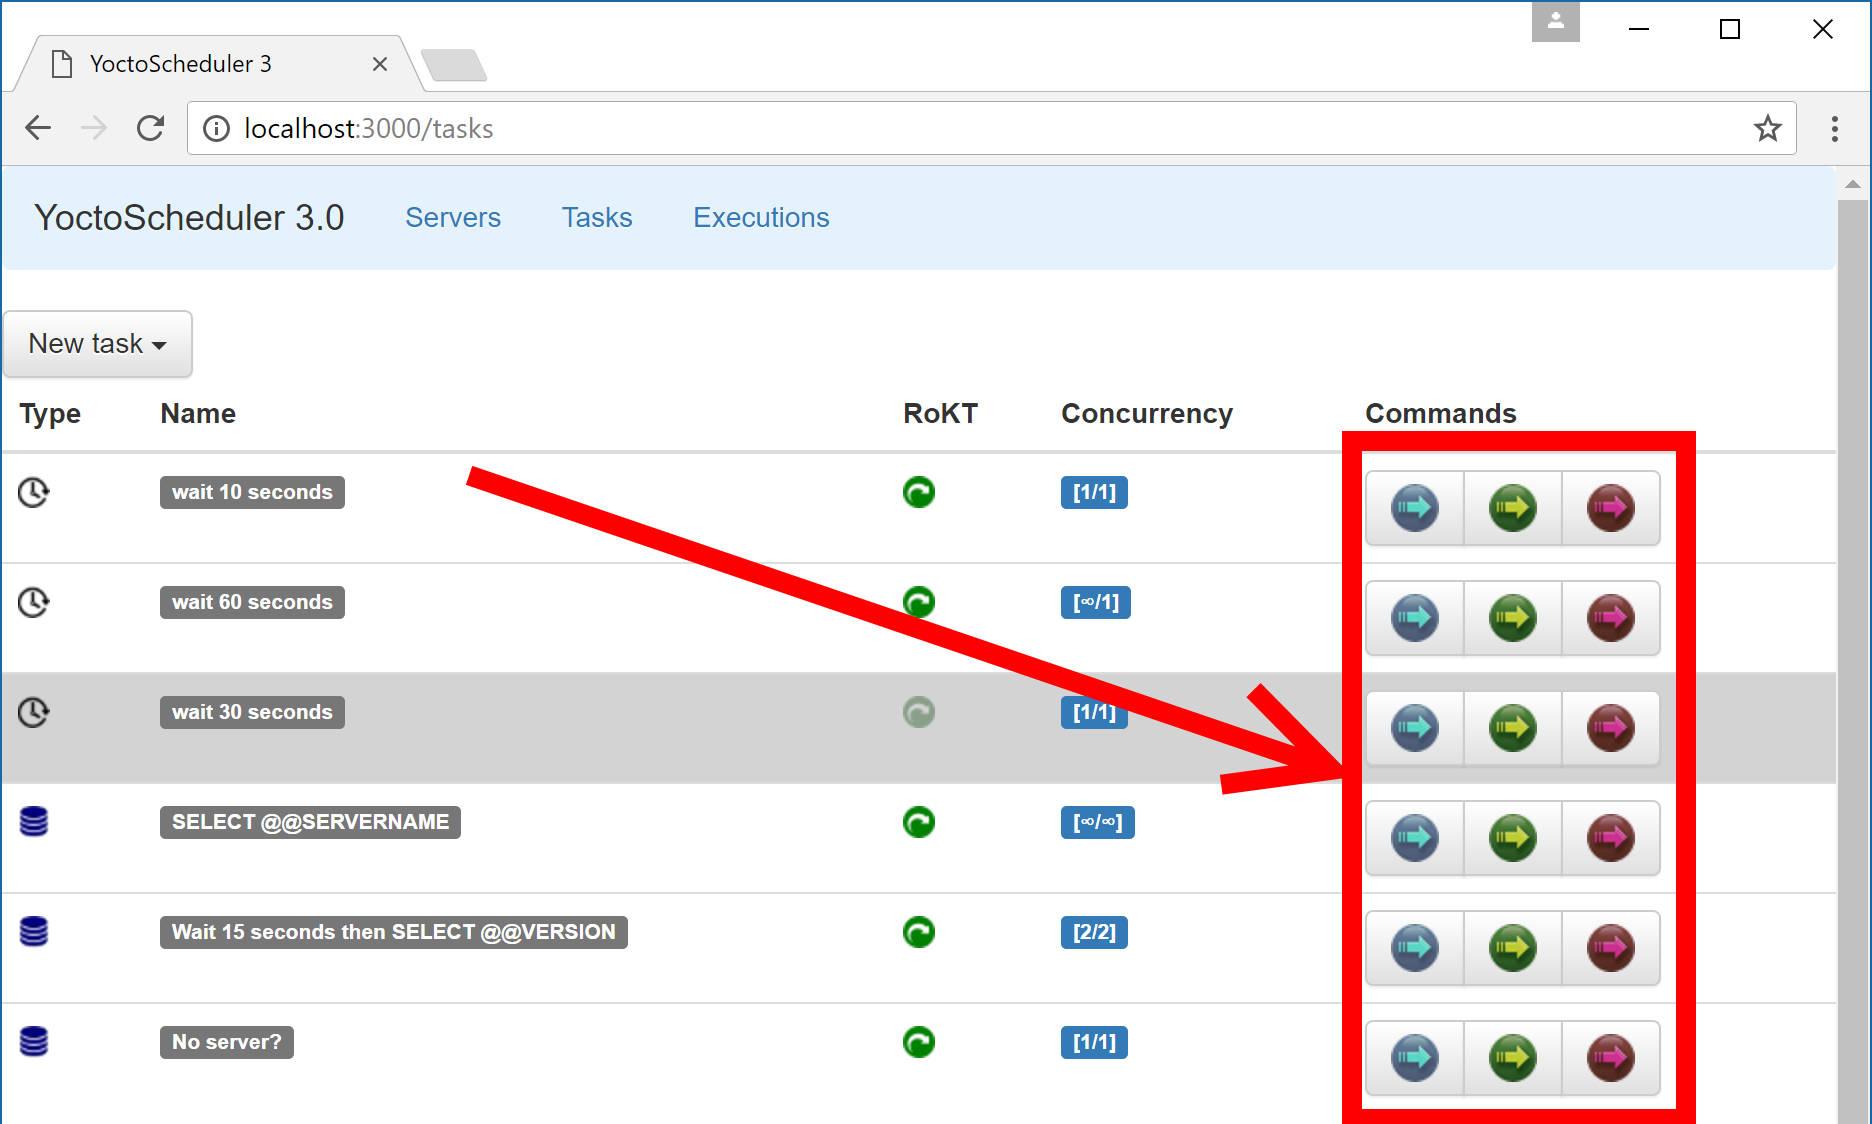 YoctoScheduler 3
localhost:3000/tasks
YoctoScheduler 3.0 Servers Tasks Executions
New task
Type Name RoKT Concurrency Commands
wait 10 seconds [1/1]
wait 60 seconds [∞/1]
wait 30 seconds [1/1]
SELECT @@SERVERNAME [∞/∞]
Wait 15 seconds then SELECT @@VERSION [2/2]
No server? [1/1]